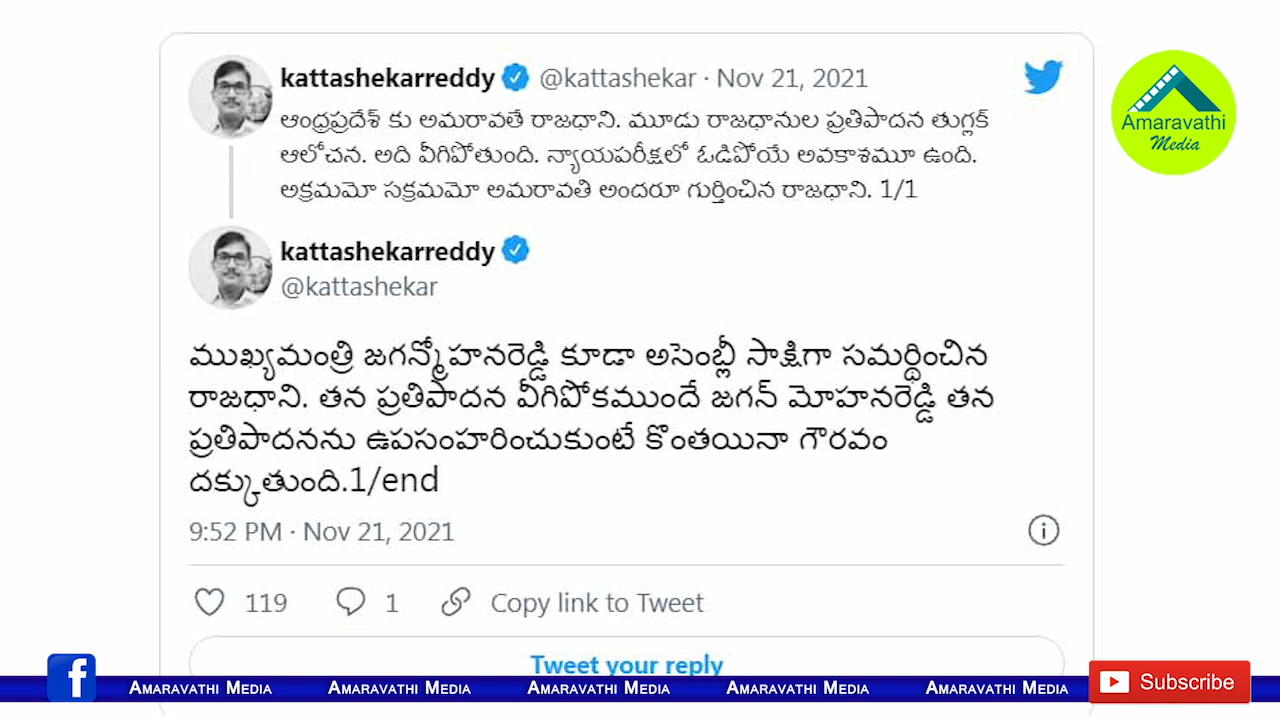 kattashekarreddy @kattashekar · Nov 21, 2021
ఆంధ్రప్రదేశ్ కు అమరావతే రాజధాని. మూడు రాజధానుల ప్రతిపాదన తుగ్లక్
ఆలోచన. అది వీగిపోతుంది. న్యాయపరీక్షలో ఓడిపోయే అవకాశమూ ఉంది.
అక్రమమో సక్రమమో అమరావతి అందరూ గుర్తించిన రాజధాని. 1/1
kattashekarreddy
@kattashekar
ముఖ్యమంత్రి జగన్మోహనరెడ్డి కూడా అసెంబ్లీ సాక్షిగా సమర్థించిన
రాజధాని. తన ప్రతిపాదన వీగిపోకముందే జగన్ మోహనరెడ్డి తన
ప్రతిపాదనను ఉపసంహరించుకుంటే కొంతయినా గౌరవం
దక్కుతుంది.1/end
9:52 PM · Nov 21, 2021
119 1 Copy link to Tweet
Tweet your reply
Amaravathi
Media
f Amaravathi Media Amaravathi Media Amaravathi Media Amaravathi Media Amaravathi Media Subscribe